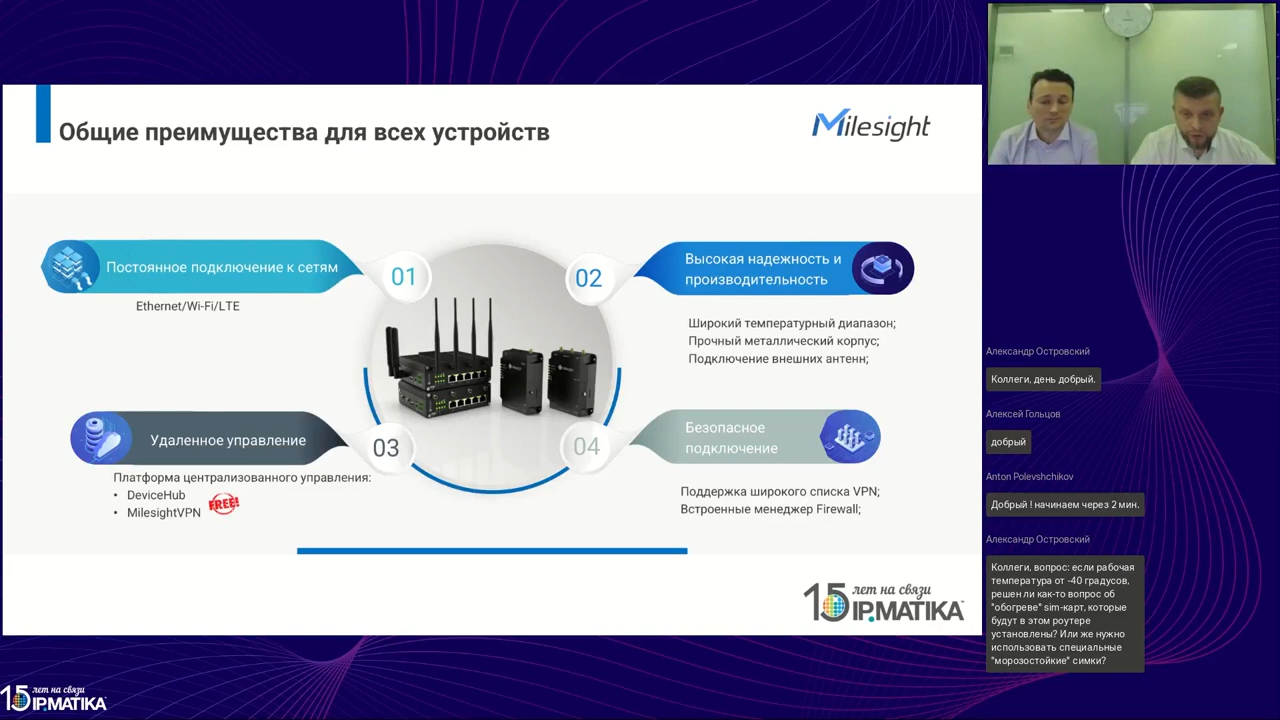 Общие преимущества для всех устройств
Milesight
Постоянное подключение к сетям
01
Ethernet/Wi-Fi/LTE
02
Высокая надежность и
производительность
Широкий температурный диапазон;
Прочный металлический корпус;
Подключение внешних антенн;
Удаленное управление
03
Платформа централизованного управления:
• DeviceHub
• MilesightVPN
FREE!
04
Безопасное
подключение
Поддержка широкого списка VPN;
Встроенные менеджер Firewall;
15 лет на связи
IP.MATIKA
Александр Островский
Коллеги, день добрый.
Алексей Гольцов
добрый
Anton Polevshchikov
Добрый ! начинаем через 2 мин.
Александр Островский
Коллеги, вопрос: если рабочая
температура от -40 градусов,
решен ли как-то вопрос об
"обогреве" sim-карт, которые
будут в этом роутере
установлены? Или же нужно
использовать специальные
"морозостойкие" симки?
15 лет на связи
IP.MATIKA